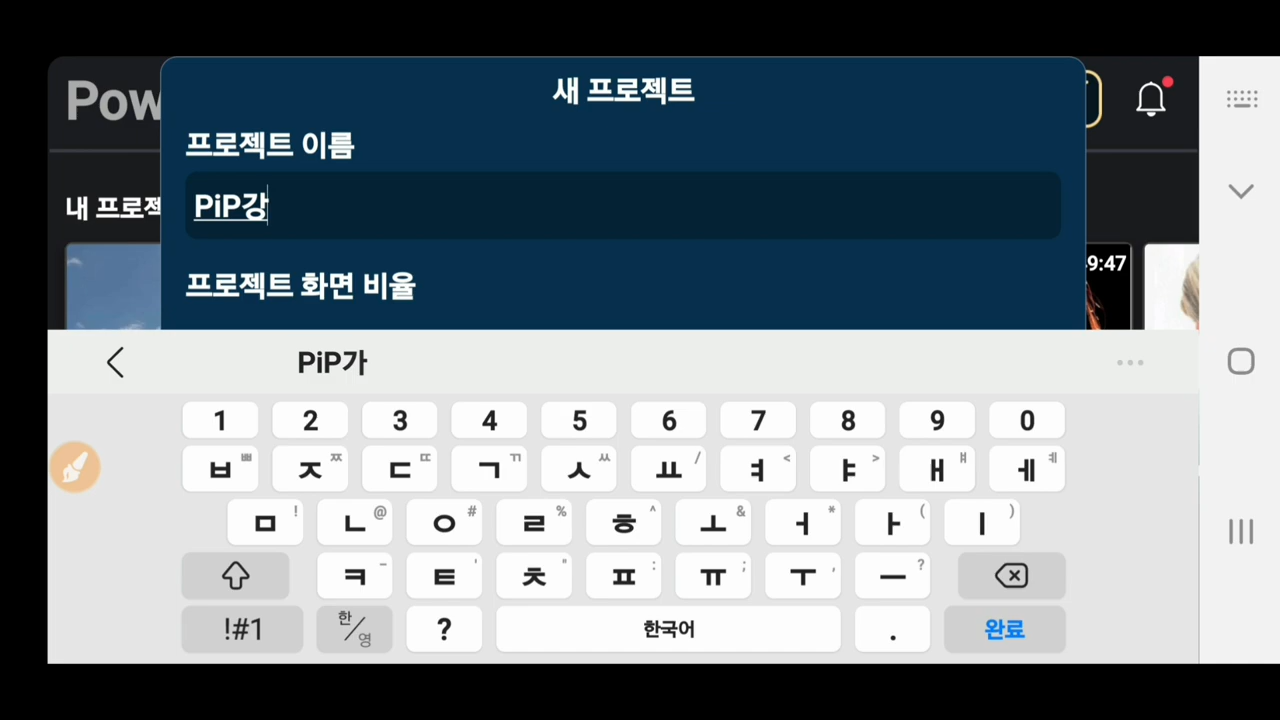 Pow
새 프로젝트
프로젝트 이름
PiP강
내 프로젝
프로젝트 화면 비율
9:47
PiP가
1 2 3 4 5 6 7 8 9 0
ㅂ ㅃ ㅈ ㅉ ㄷ ㄸ ㄱ ㄲ ㅅ ㅆ ㅛ / ㅕ < ㅑ > ㅐ ㅒ ㅔ ㅖ
ㅁ ! ㄴ @ ㅇ # ㄹ % ㅎ ^ ㅗ & ㅓ * ㅏ ( ㅣ )
ㅋ - ㅌ ' ㅊ " ㅍ : ㅠ ; ㅜ , ㅡ ?
!#1 한/영 ? 한국어 . 완료